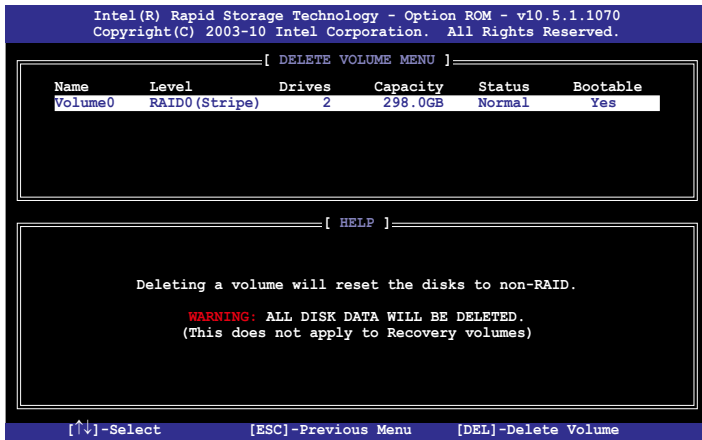 Intel(R) Rapid Storage Technology - Option ROM - v10.5.1.1070
Copyright(C) 2003-10 Intel Corporation.  All Rights Reserved.
[ DELETE VOLUME MENU ]
Name Level Drives Capacity Status Bootable
Volume0 RAID0(Stripe) 2 298.0GB Normal Yes
[ HELP ]
Deleting a volume will reset the disks to non-RAID.
WARNING: ALL DISK DATA WILL BE DELETED.
(This does not apply to Recovery volumes)
[↑↓]-Select [ESC]-Previous Menu [DEL]-Delete Volume